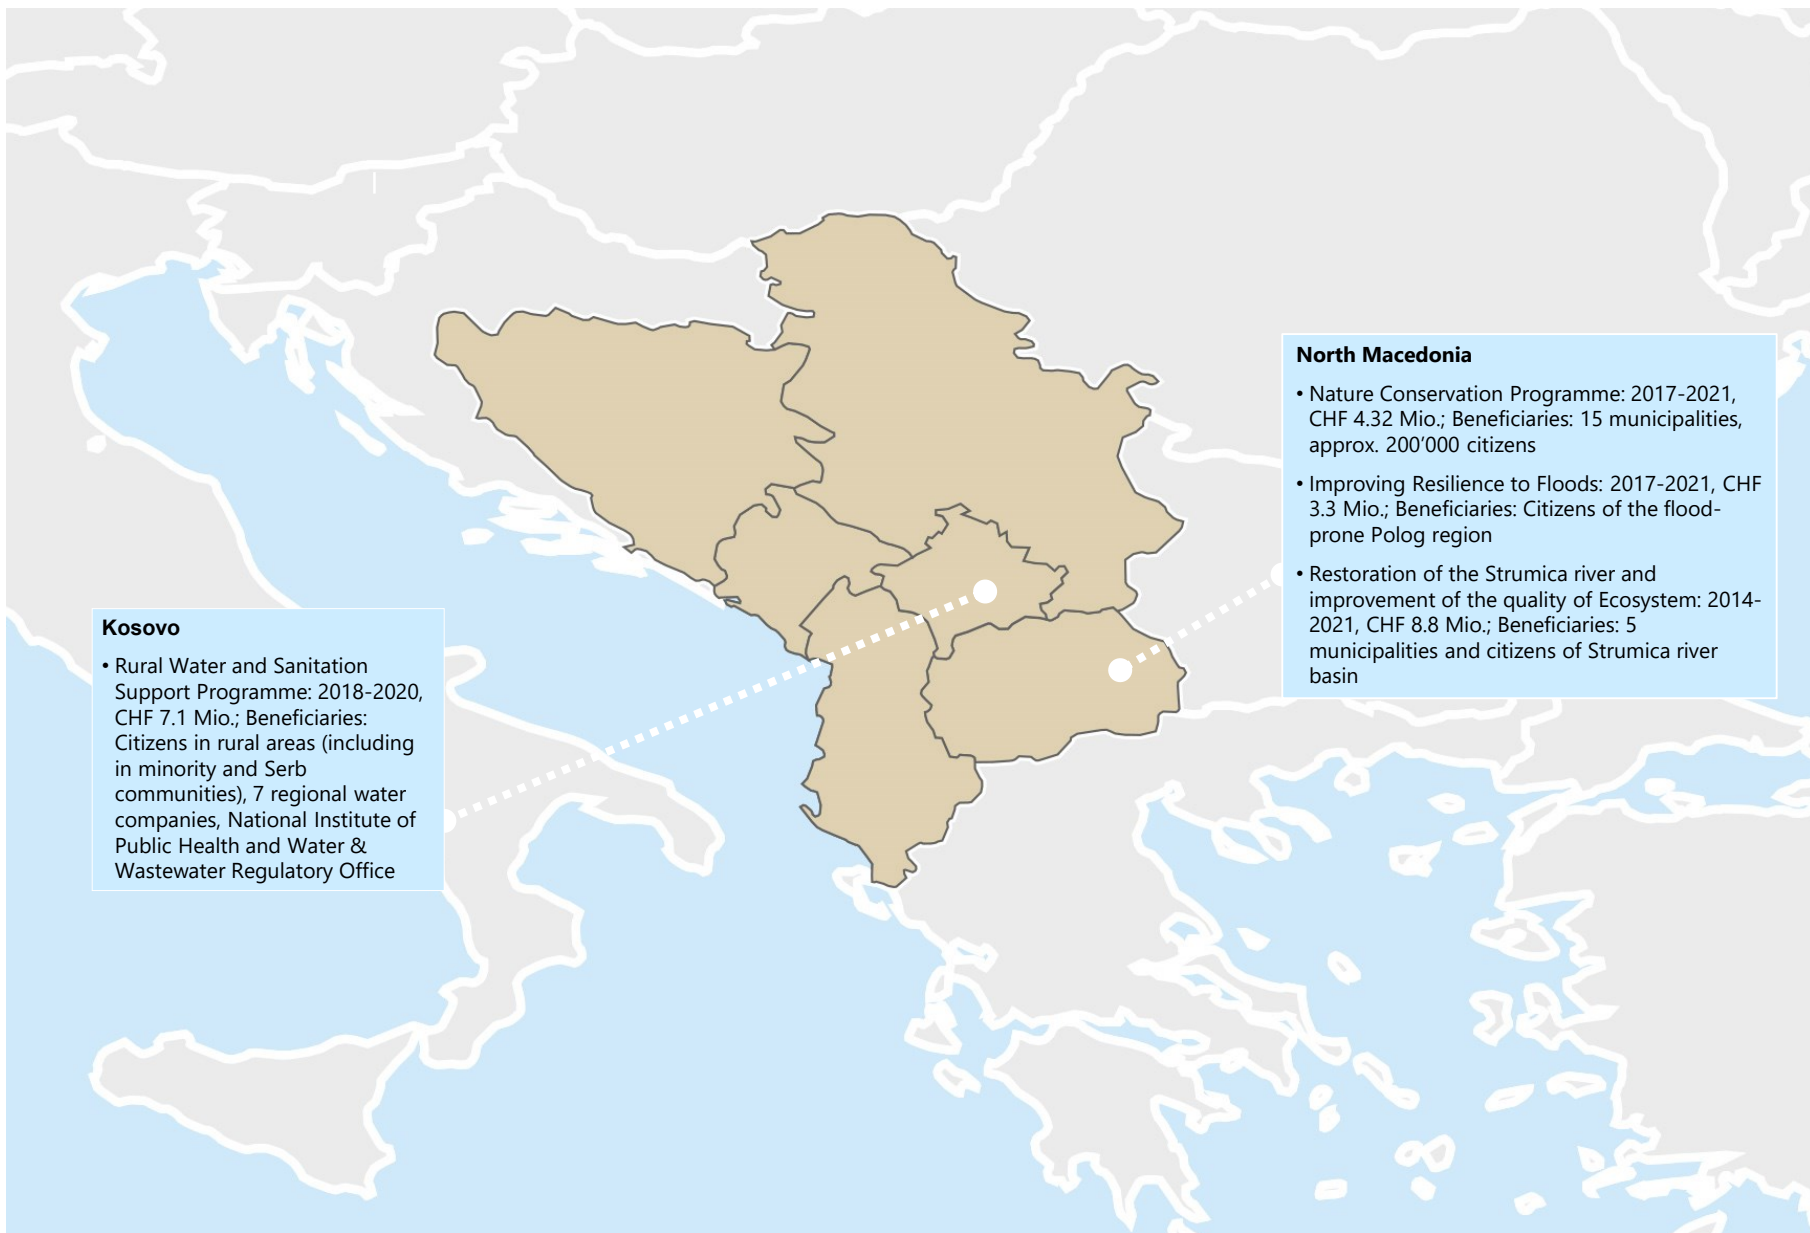 North Macedonia
• Nature Conservation Programme: 2017-2021,
CHF 4.32 Mio.; Beneficiaries: 15 municipalities,
approx. 200’000 citizens
• Improving Resilience to Floods: 2017-2021, CHF
3.3 Mio.; Beneficiaries: Citizens of the flood-
prone Polog region
• Restoration of the Strumica river and
improvement of the quality of Ecosystem: 2014-
2021, CHF 8.8 Mio.; Beneficiaries: 5
municipalities and citizens of Strumica river
basin
Kosovo
• Rural Water and Sanitation
Support Programme: 2018-2020,
CHF 7.1 Mio.; Beneficiaries:
Citizens in rural areas (including
in minority and Serb
communities), 7 regional water
companies, National Institute of
Public Health and Water &
Wastewater Regulatory Office